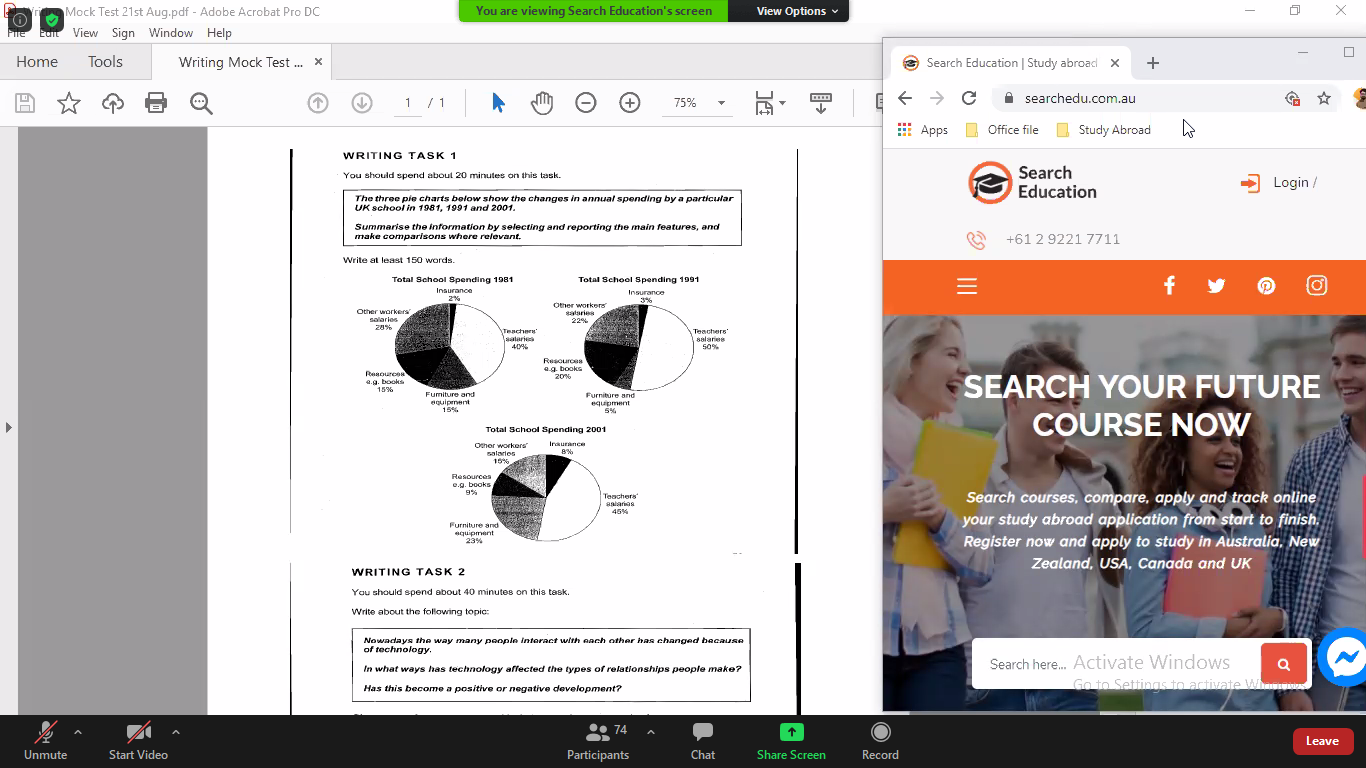 Writing Mock Test 21st Aug.pdf - Adobe Acrobat Pro DC
You are viewing Search Education's screen
View Options
File Edit View Sign Window Help
Home
Tools
Writing Mock Test ...
1 / 1
75%
WRITING TASK 1
You should spend about 20 minutes on this task.
The three pie charts below show the changes in annual spending by a particular
UK school in 1981, 1991 and 2001.
Summarise the information by selecting and reporting the main features, and
make comparisons where relevant.
Write at least 150 words.
Total School Spending 1981
Insurance
2%
Other workers'
salaries
28%
Teachers'
salaries
40%
Resources
e.g. books
15%
Furniture and
equipment
15%
Total School Spending 1991
Insurance
3%
Other workers'
salaries
22%
Teachers'
salaries
50%
Resources
e.g. books
20%
Furniture and
equipment
5%
Total School Spending 2001
Other workers'
salaries
15%
Insurance
8%
Resources
e.g. books
9%
Teachers'
salaries
45%
Furniture and
equipment
23%
WRITING TASK 2
You should spend about 40 minutes on this task.
Write about the following topic:
Nowadays the way many people interact with each other has changed because
of technology.
In what ways has technology affected the types of relationships people make?
Has this become a positive or negative development?
Search Education | Study abroad
searchedu.com.au
Apps
Office file
Study Abroad
Search
Education
Login /
+61 2 9221 7711
SEARCH YOUR FUTURE
COURSE NOW
Search courses, compare, apply and track online
your study abroad application from start to finish.
Register now and apply to study in Australia, New
Zealand, USA, Canada and UK
Search here...
Activate Windows
Go to Settings to activate Windows.
Unmute
Start Video
74
Participants
Chat
Share Screen
Record
Leave